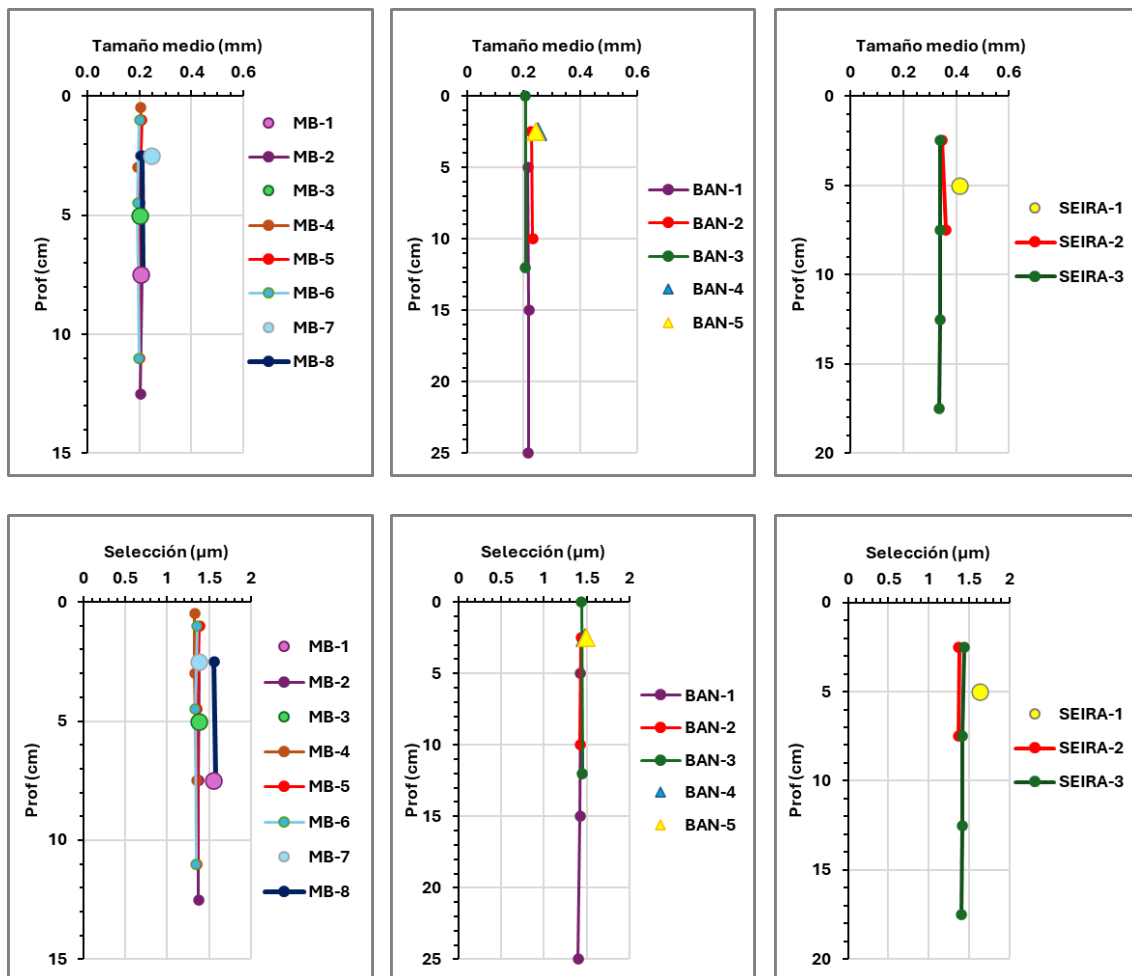 Tamaño medio (mm)
0.0 0.2 0.4 0.6
0
5
10
15
Prof (cm)
MB-1
MB-2
MB-3
MB-4
MB-5
MB-6
MB-7
MB-8
Tamaño medio (mm)
0 0.2 0.4 0.6
0
5
10
15
20
25
Prof (cm)
BAN-1
BAN-2
BAN-3
BAN-4
BAN-5
Tamaño medio (mm)
0 0.2 0.4 0.6
0
5
10
15
20
Prof (cm)
SEIRA-1
SEIRA-2
SEIRA-3
Selección (µm)
0 0.5 1 1.5 2
0
5
10
15
Prof (cm)
MB-1
MB-2
MB-3
MB-4
MB-5
MB-6
MB-7
MB-8
Selección (µm)
0 0.5 1 1.5 2
0
5
10
15
20
25
Prof (cm)
BAN-1
BAN-2
BAN-3
BAN-4
BAN-5
Selección (µm)
0 0.5 1 1.5 2
0
5
10
15
20
Prof (cm)
SEIRA-1
SEIRA-2
SEIRA-3